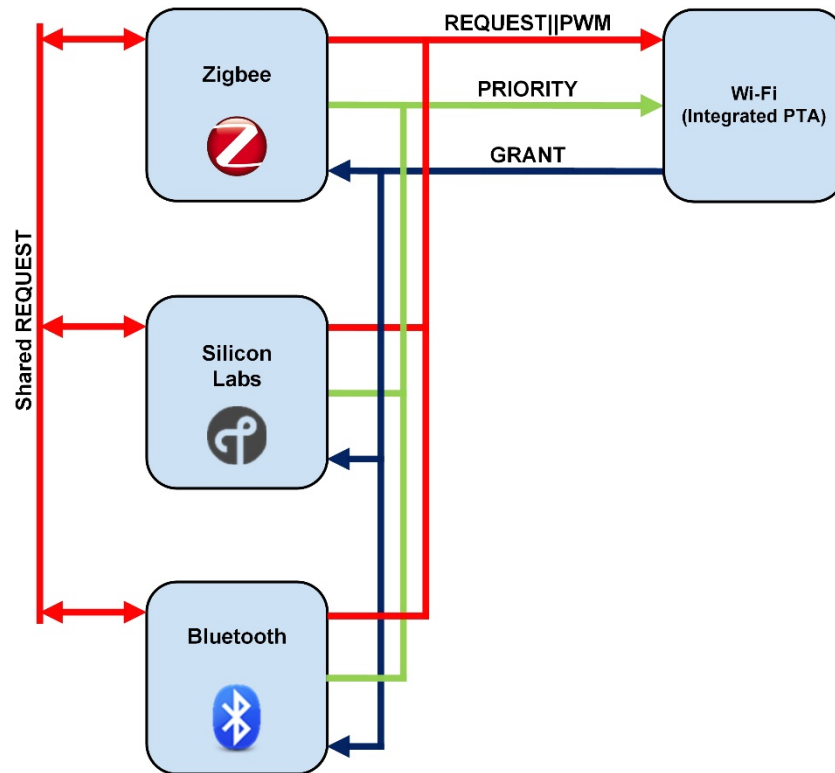 REQUEST||PWM
Zigbee
PRIORITY
Wi-Fi
(Integrated PTA)
GRANT
Shared REQUEST
Silicon
Labs
Bluetooth